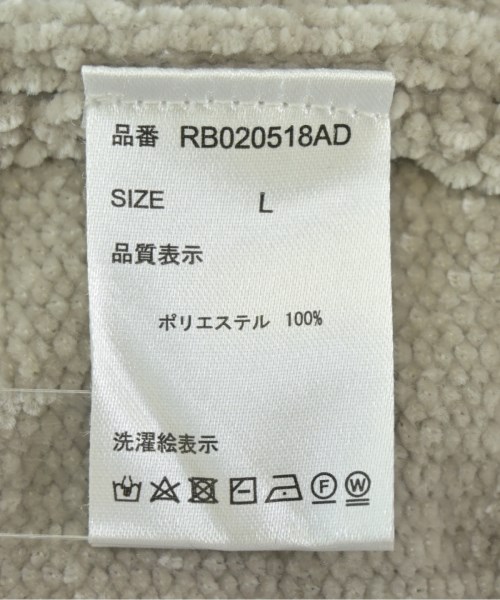 品番 RB020518AD
SIZE L
品質表示
ポリエステル 100%
洗濯絵表示
F W